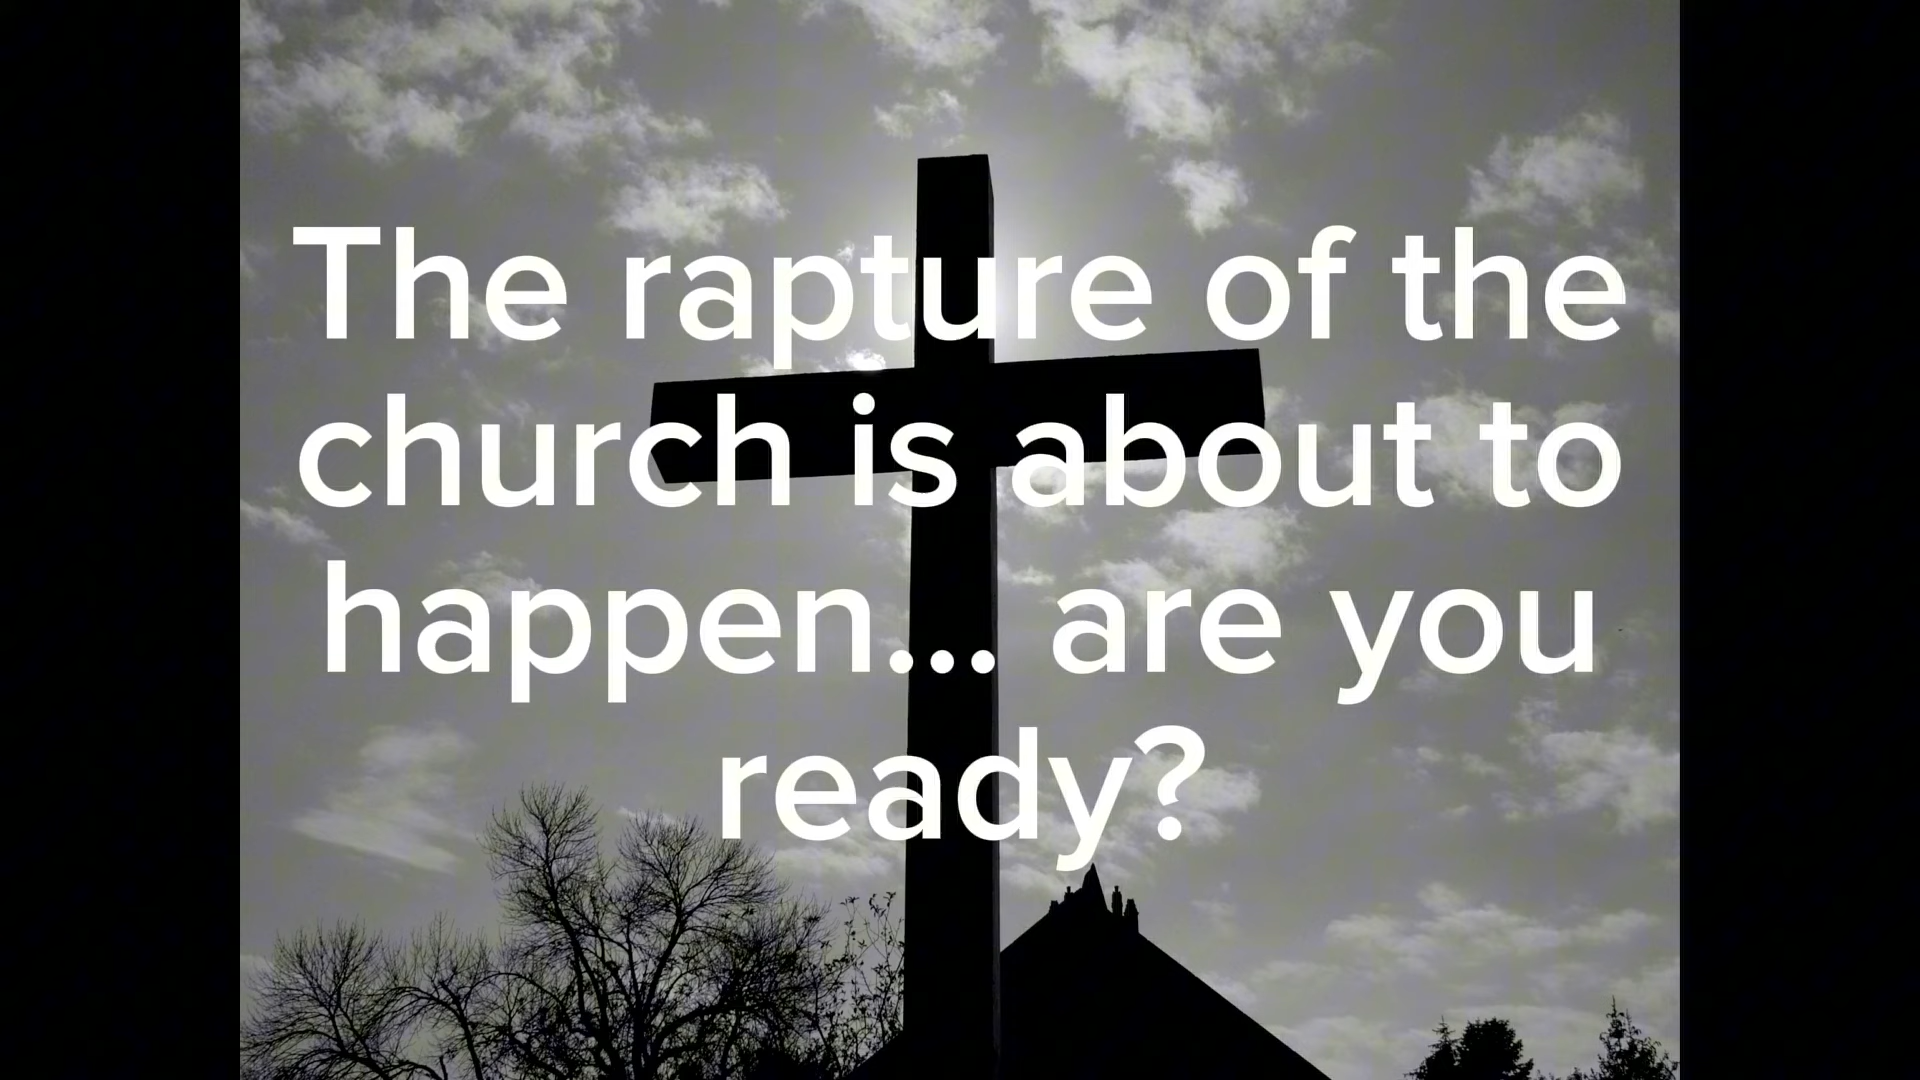 The rapture of the
church is about to
happen... are you
ready?